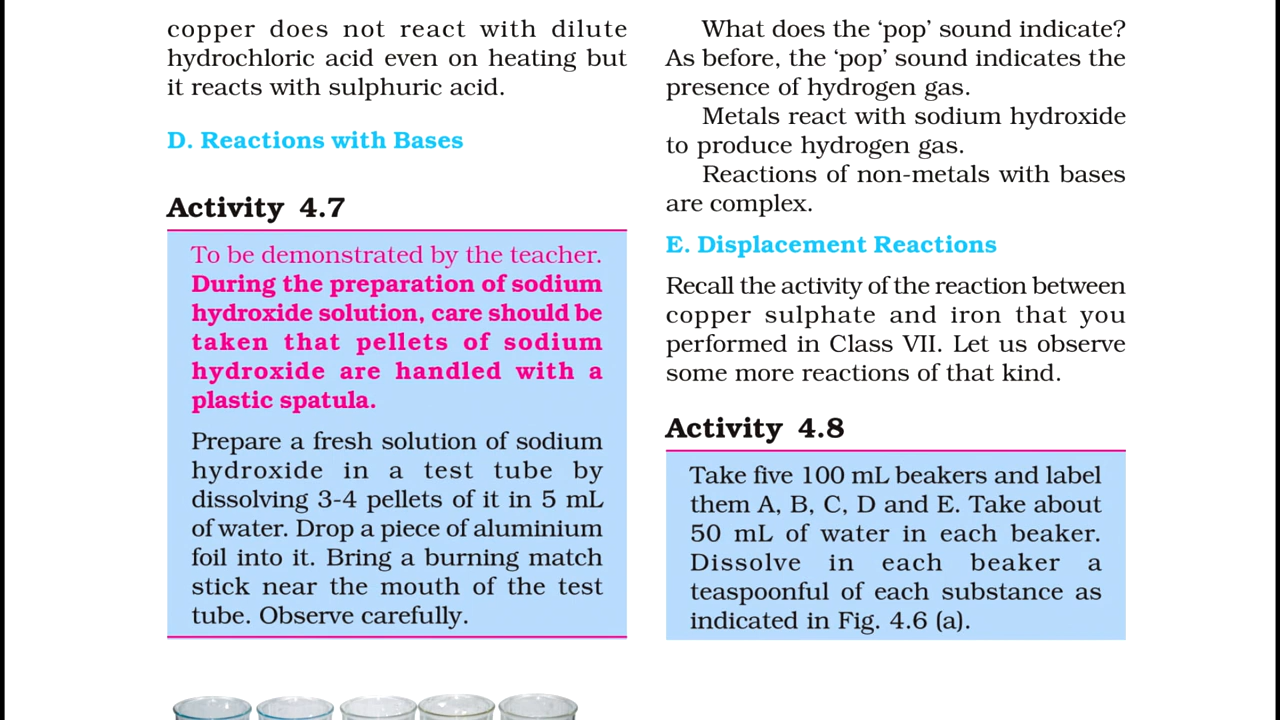 copper does not react with dilute
hydrochloric acid even on heating but
it reacts with sulphuric acid.
D. Reactions with Bases
Activity 4.7
To be demonstrated by the teacher.
During the preparation of sodium
hydroxide solution, care should be
taken that pellets of sodium
hydroxide are handled with a
plastic spatula.
Prepare a fresh solution of sodium
hydroxide in a test tube by
dissolving 3-4 pellets of it in 5 mL
of water. Drop a piece of aluminium
foil into it. Bring a burning match
stick near the mouth of the test
tube. Observe carefully.
What does the ‘pop’ sound indicate?
As before, the ‘pop’ sound indicates the
presence of hydrogen gas.
Metals react with sodium hydroxide
to produce hydrogen gas.
Reactions of non-metals with bases
are complex.
E. Displacement Reactions
Recall the activity of the reaction between
copper sulphate and iron that you
performed in Class VII. Let us observe
some more reactions of that kind.
Activity 4.8
Take five 100 mL beakers and label
them A, B, C, D and E. Take about
50 mL of water in each beaker.
Dissolve in each beaker a
teaspoonful of each substance as
indicated in Fig. 4.6 (a).